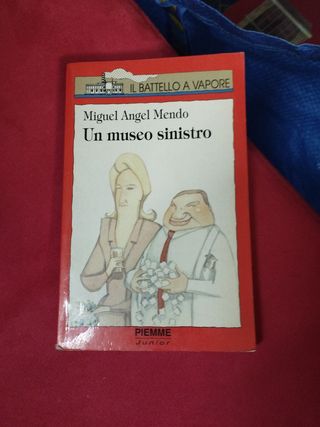 IL BATTELLO A VAPORE
Miguel Angel Mendo
Un museo sinistro
PIEMME
Junior